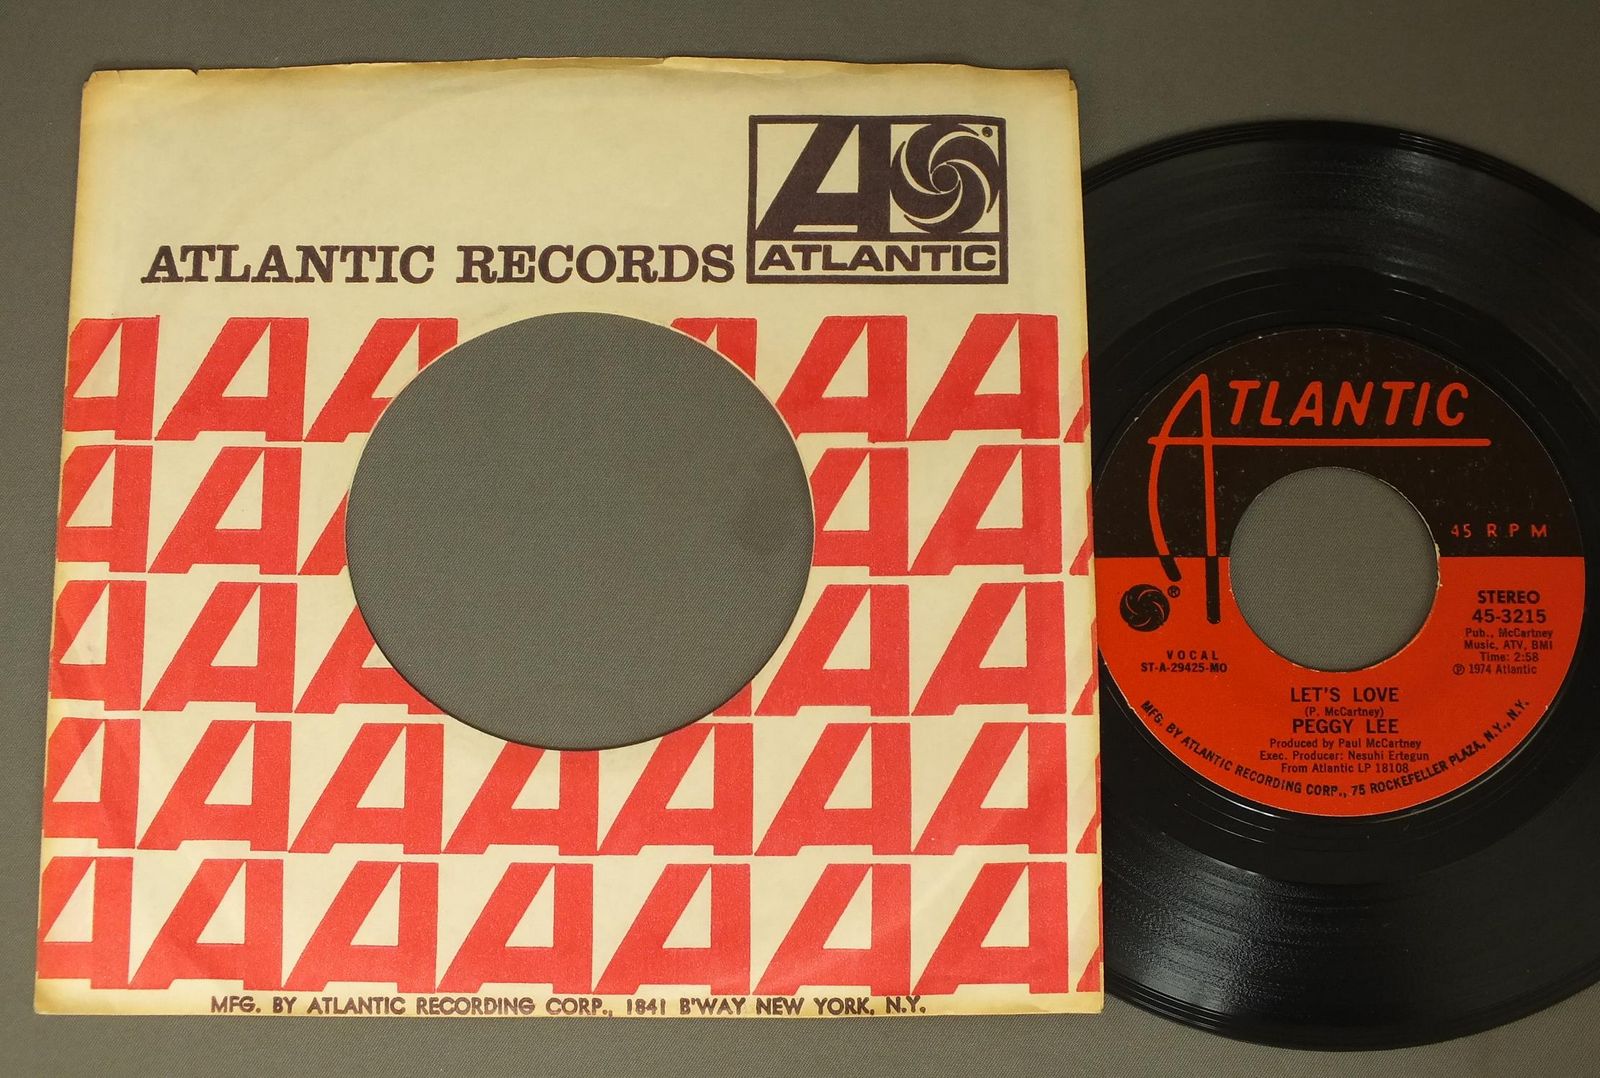 ATLANTIC RECORDS
ATLANTIC
MFG. BY ATLANTIC RECORDING CORP., 1841 B'WAY NEW YORK, N.Y.
ATLANTIC
45 RPM
®
STEREO
45-3215
Pub., McCartney
Music, ATV, BMI
Time: 2:58
℗ 1974 Atlantic
VOCAL
ST-A-29425-MO
LET'S LOVE
(P. McCartney)
PEGGY LEE
Produced by Paul McCartney
Exec. Producer: Nesuhi Ertegun
From Atlantic LP 18108
MFG. BY ATLANTIC RECORDING CORP., 75 ROCKEFELLER PLAZA, N.Y., N.Y.